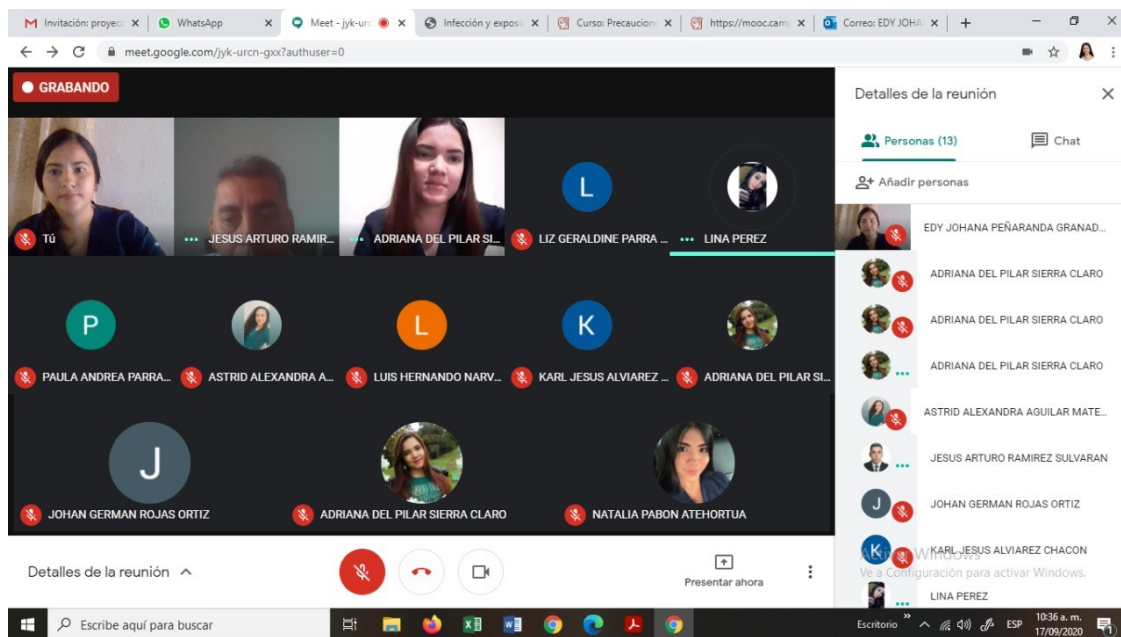 Invitación: proyec
WhatsApp
Meet - jyk-urc
Infección y exposi
Curso: Precaucion
https://mooc.cam
Correo: EDY JOHA
meet.google.com/jyk-urcn-gxx?authuser=0
GRABANDO
Tú
JESUS ARTURO RAMIR...
ADRIANA DEL PILAR SI...
L
LIZ GERALDINE PARRA ...
LINA PEREZ
P
PAULA ANDREA PARRA...
ASTRID ALEXANDRA A...
L
LUIS HERNANDO NARV...
K
KARL JESUS ALVIAREZ ...
ADRIANA DEL PILAR SI...
J
JOHAN GERMAN ROJAS ORTIZ
ADRIANA DEL PILAR SIERRA CLARO
NATALIA PABON ATEHORTUA
Detalles de la reunión
Presentar ahora
Detalles de la reunión
Personas (13)
Chat
Añadir personas
EDY JOHANA PEÑARANDA GRANAD...
ADRIANA DEL PILAR SIERRA CLARO
ADRIANA DEL PILAR SIERRA CLARO
ADRIANA DEL PILAR SIERRA CLARO
ASTRID ALEXANDRA AGUILAR MATE...
JESUS ARTURO RAMIREZ SULVARAN
J
JOHAN GERMAN ROJAS ORTIZ
K
KARL JESUS ALVIAREZ CHACON
Activar Windows
Ve a Configuración para activar Windows.
LINA PEREZ
Escribe aquí para buscar
Escritorio
ESP
10:36 a. m.
17/09/2020